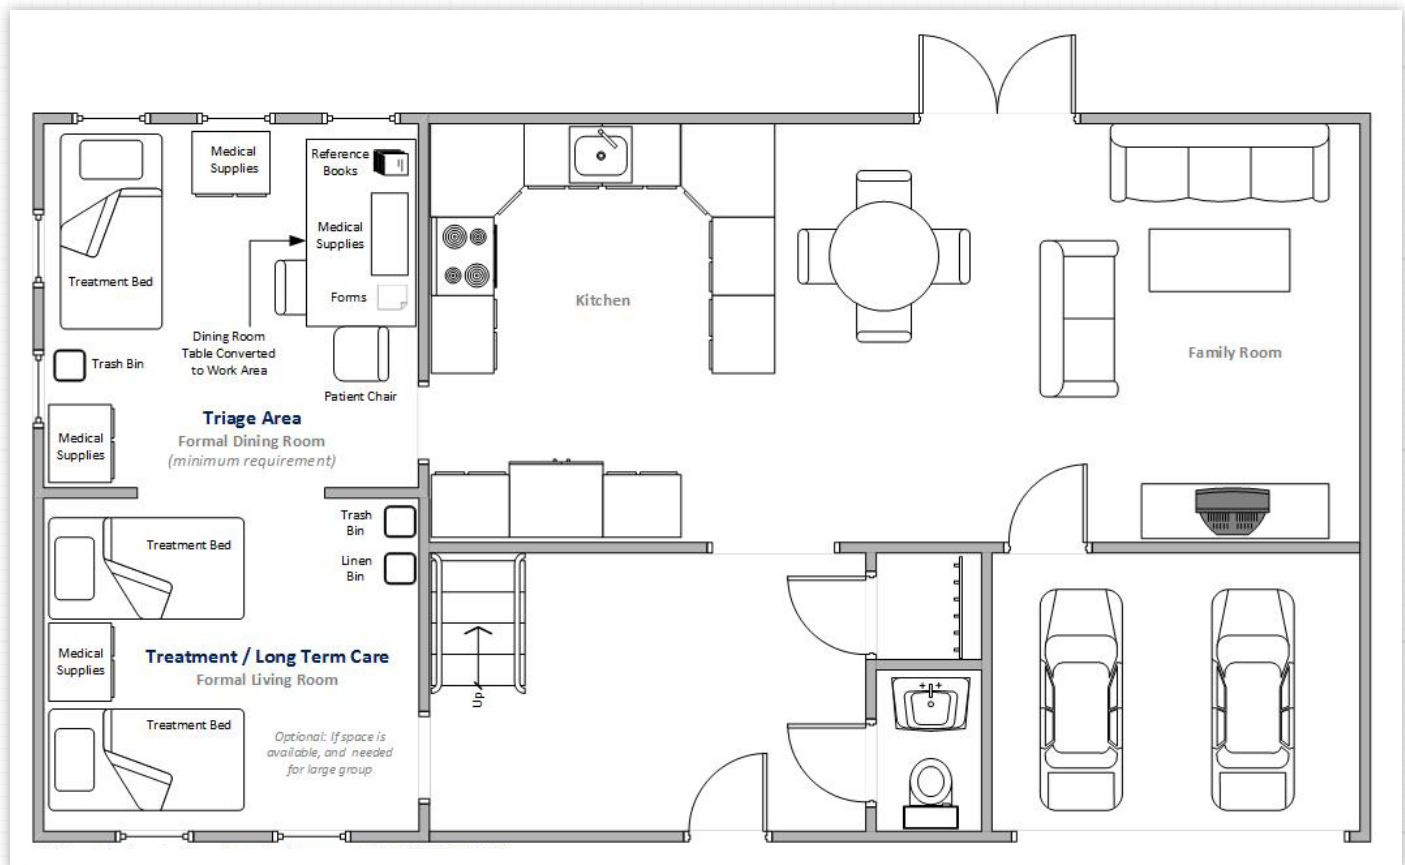 Medical
Supplies
Reference
Books
Medical
Supplies
Treatment Bed
Forms
Dining Room
Table Converted
to Work Area
Trash Bin
Patient Chair
Triage Area
Formal Dining Room
(minimum requirement)
Medical
Supplies
Kitchen
Family Room
Trash
Bin
Treatment Bed
Linen
Bin
Medical
Supplies
Treatment / Long Term Care
Formal Living Room
Treatment Bed
Optional: If space is
available, and needed
for large group
Up